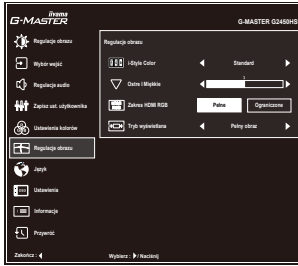 iiyama
G-MASTER
G-MASTER G2450HS
Regulacje obrazu
Wybór wejść
Regulacje audio
Zapisz ust. użytkownika
Ustawienia kolorów
Regulacje obrazu
Język
Ustawienia
Informacje
Przywróć
Regulacje obrazu
i-Style Color
Standard
Ostre i Miękkie
3
Zakres HDMI RGB
Pełne
Ograniczone
Tryb wyświetlana
Pełny obraz
Zakończ :
Wybierz : / Naciśnij